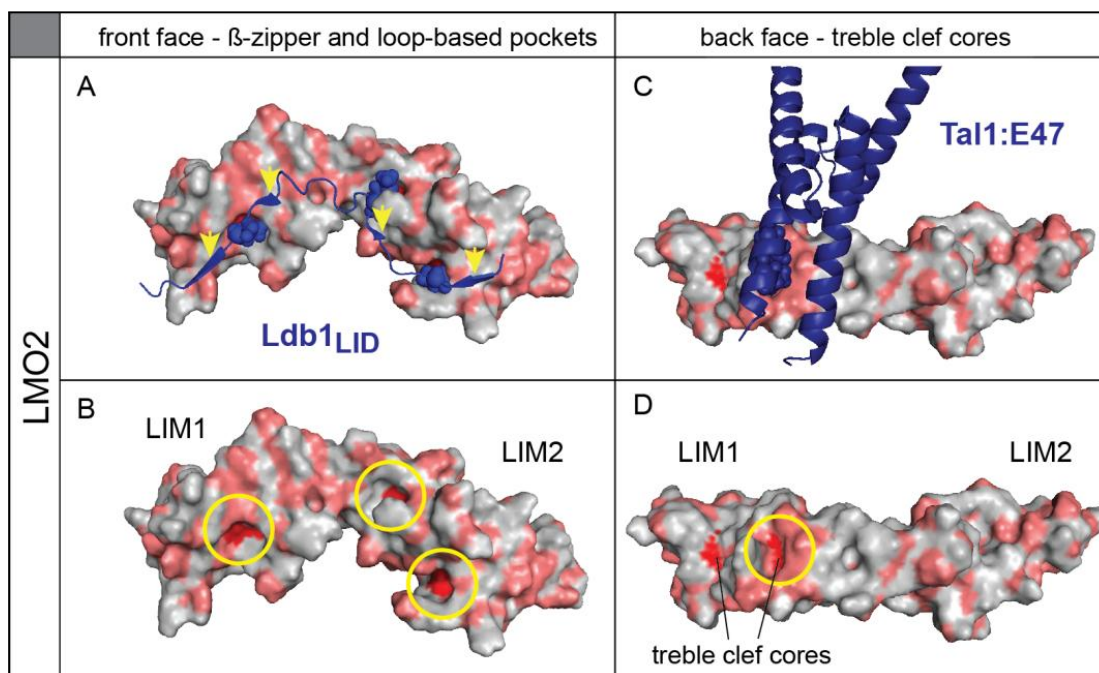 front face - ß-zipper and loop-based pockets
back face - treble clef cores
LMO2
A
Ldb1LID
C
Tal1:E47
B
LIM1
LIM2
D
LIM1
LIM2
treble clef cores